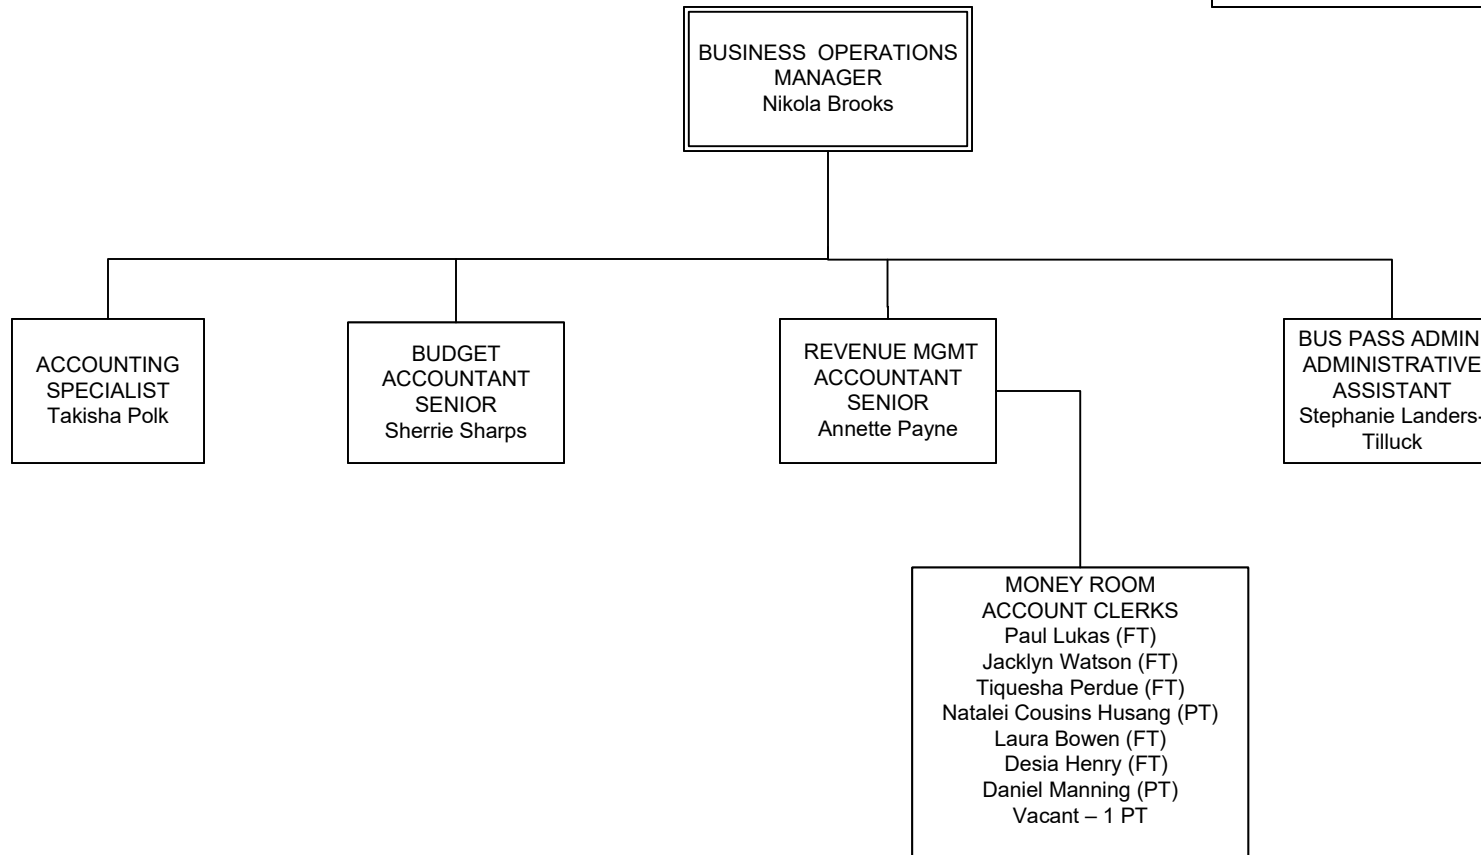 BUSINESS OPERATIONS
MANAGER
Nikola Brooks
ACCOUNTING
SPECIALIST
Takisha Polk
BUDGET
ACCOUNTANT
SENIOR
Sherrie Sharps
REVENUE MGMT
ACCOUNTANT
SENIOR
Annette Payne
BUS PASS ADMIN
ADMINISTRATIVE
ASSISTANT
Stephanie Landers-
Tilluck
MONEY ROOM
ACCOUNT CLERKS
Paul Lukas (FT)
Jacklyn Watson (FT)
Tiquesha Perdue (FT)
Natalei Cousins Husang (PT)
Laura Bowen (FT)
Desia Henry (FT)
Daniel Manning (PT)
Vacant – 1 PT